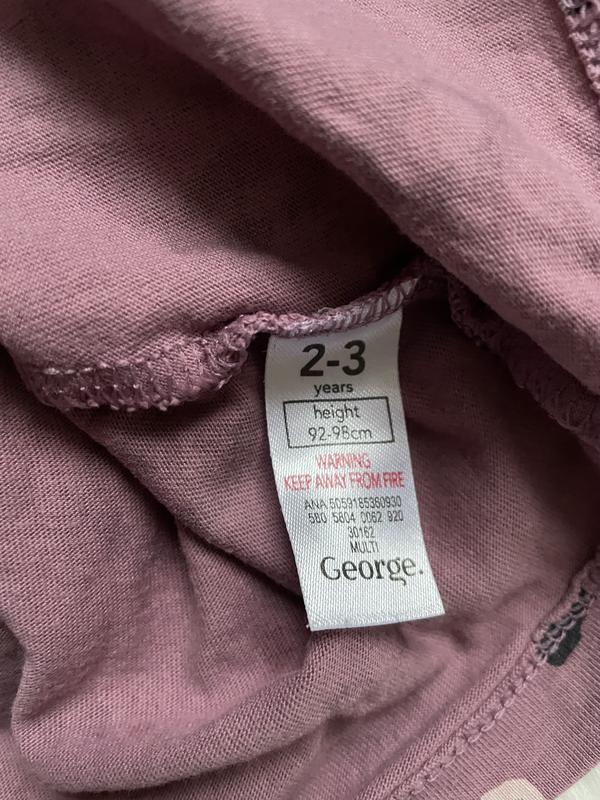 2-3
years
height
92-98cm
WARNING
KEEP AWAY FROM FIRE
ANA 5059185360930
580 5804 0062 920
30162
MULTI
George.